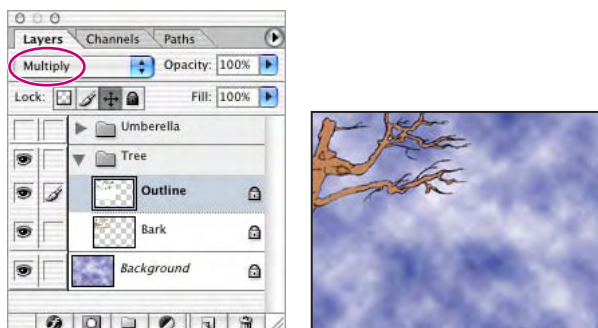 Layers Channels Paths
Multiply Opacity: 100%
Lock: Fill: 100%
Umberella
Tree
Outline
Bark
Background